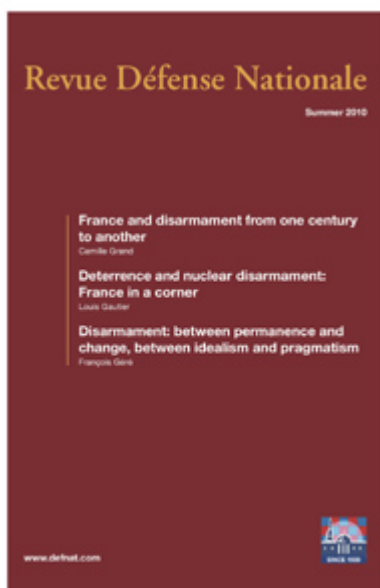 Revue Défense Nationale
Summer 2010
France and disarmament from one century
to another
Camille Grand
Deterrence and nuclear disarmament:
France in a corner
Louis Gautier
Disarmament: between permanence and
change, between idealism and pragmatism
François Géré
www.defnat.com
SINCE 1939